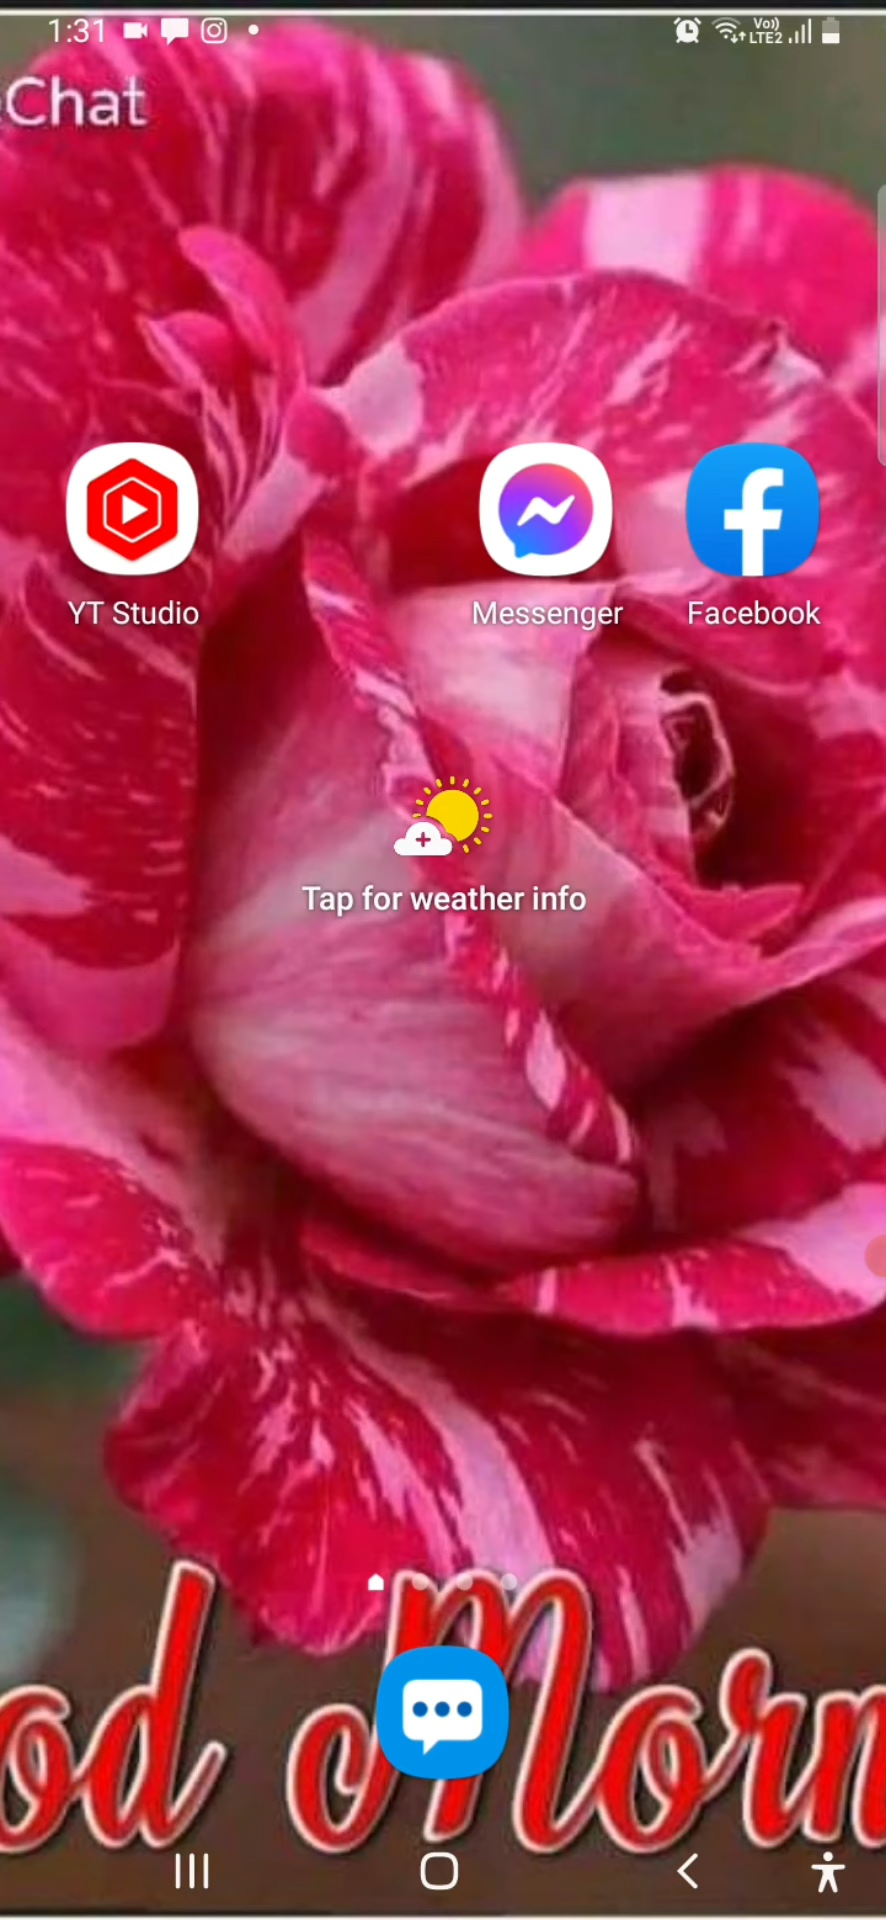 1:31
Vo))
LTE2
Chat
YT Studio
Messenger
Facebook
Tap for weather info
od Morn